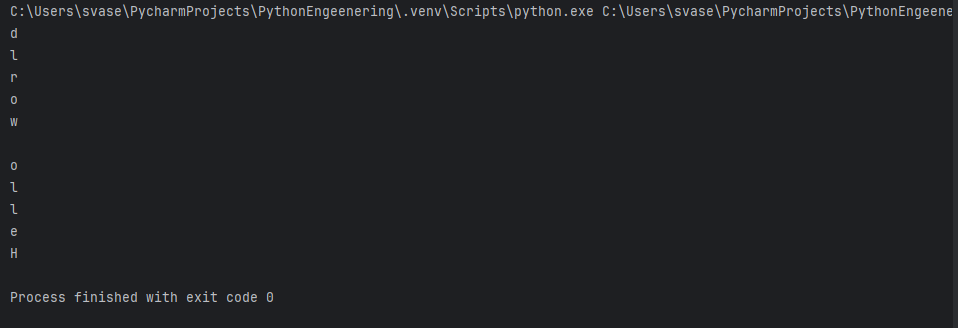 C:\Users\svase\PycharmProjects\PythonEngeenering\.venv\Scripts\python.exe C:\Users\svase\PycharmProjects\PythonEngeene
d
l
r
o
w
o
l
l
e
H
Process finished with exit code 0